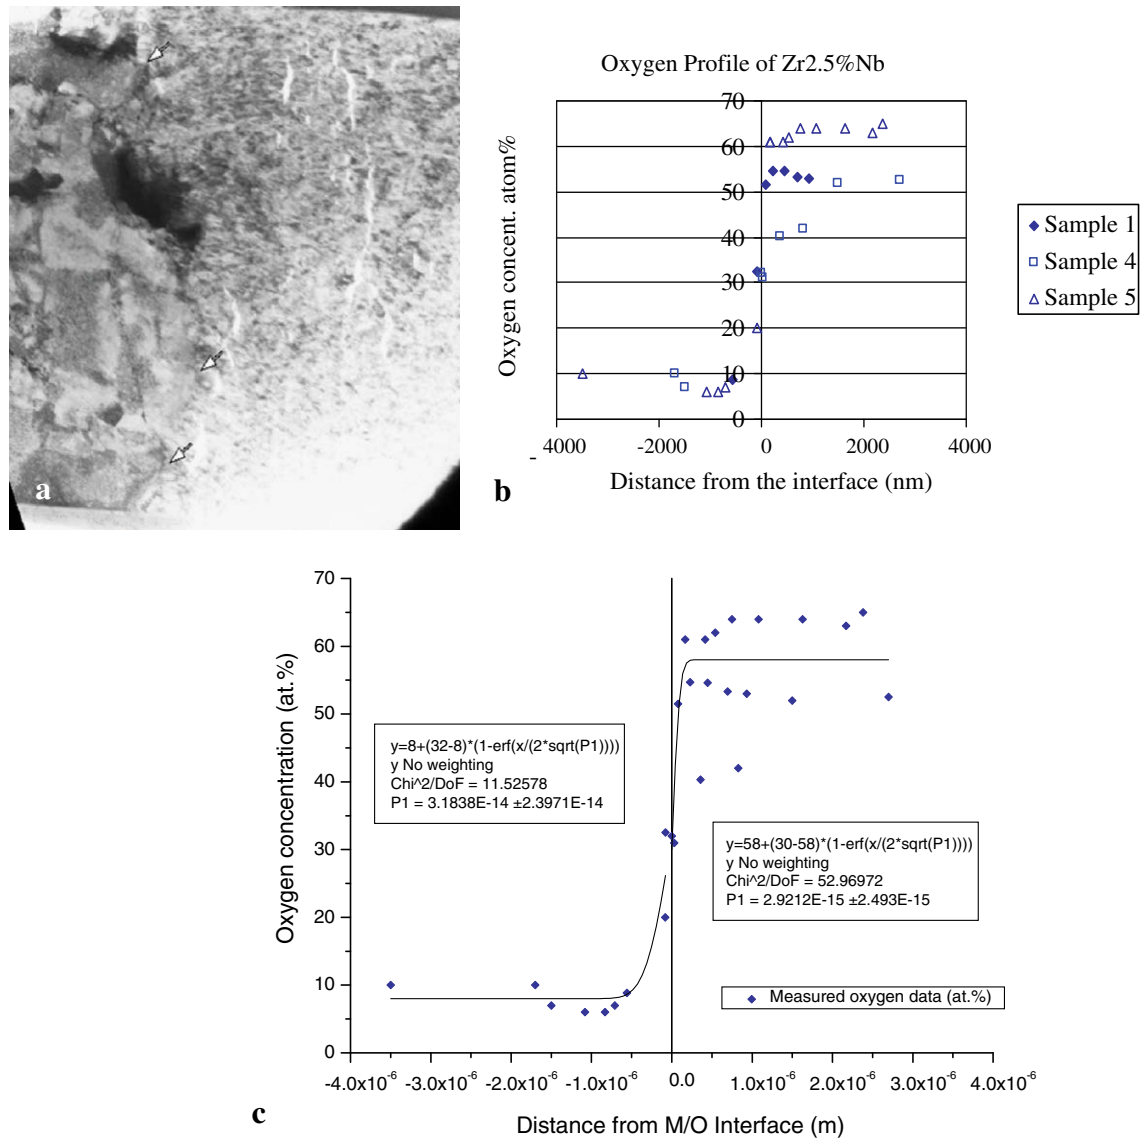 a
Oxygen Profile of Zr2.5%Nb
Oxygen concent. atom%
70
60
50
40
30
20
10
0
-4000
-2000
0
2000
4000
Distance from the interface (nm)
Sample 1
Sample 4
Sample 5
b
Oxygen concentration (at.%)
70
60
50
40
30
20
10
0
y=8+(32-8)*(1-erf(x/(2*sqrt(P1))))
y No weighting
Chi^2/DoF = 11.52578
P1 = 3.1838E-14 ±2.3971E-14
y=58+(30-58)*(1-erf(x/(2*sqrt(P1))))
y No weighting
Chi^2/DoF = 52.96972
P1 = 2.9212E-15 ±2.493E-15
Measured oxygen data (at.%)
-4.0x10⁻⁶ -3.0x10⁻⁶ -2.0x10⁻⁶ -1.0x10⁻⁶ 0.0 1.0x10⁻⁶ 2.0x10⁻⁶ 3.0x10⁻⁶ 4.0x10⁻⁶
Distance from M/O Interface (m)
c